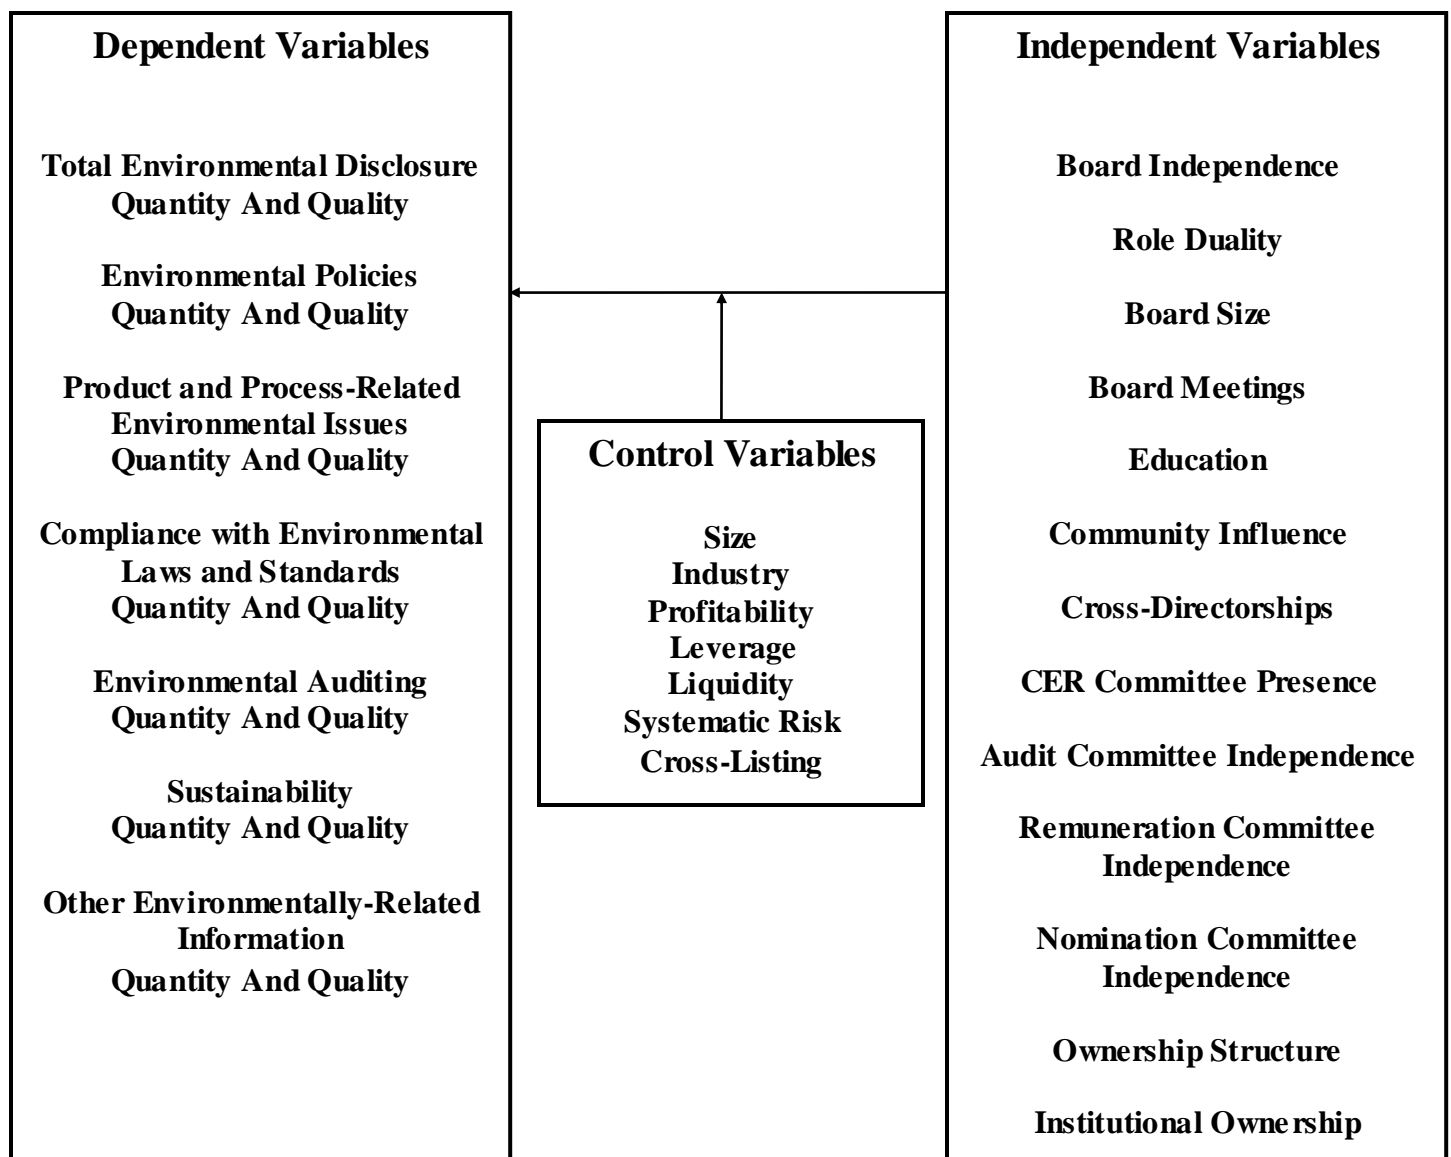 Dependent Variables
Total Environmental Disclosure
Quantity And Quality
Environmental Policies
Quantity And Quality
Product and Process-Related
Environmental Issues
Quantity And Quality
Compliance with Environmental
Laws and Standards
Quantity And Quality
Environmental Auditing
Quantity And Quality
Sustainability
Quantity And Quality
Other Environmentally-Related
Information
Quantity And Quality
Control Variables
Size
Industry
Profitability
Leverage
Liquidity
Systematic Risk
Cross-Listing
Independent Variables
Board Independence
Role Duality
Board Size
Board Meetings
Education
Community Influence
Cross-Directorships
CER Committee Presence
Audit Committee Independence
Remuneration Committee
Independence
Nomination Committee
Independence
Ownership Structure
Institutional Ownership